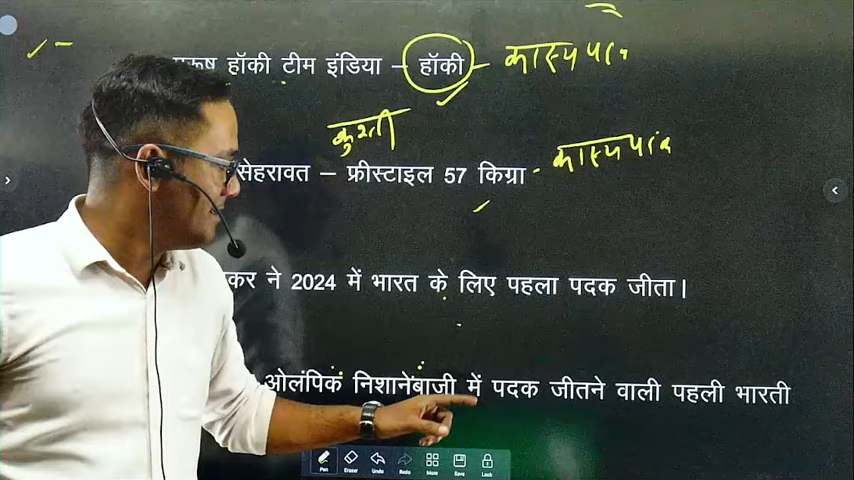 पुरूष हॉकी टीम इंडिया – हॉकी – कास्य पदक
कुश्ती
सेहरावत – फ्रीस्टाइल 57 किग्रा - कास्य पदक
कर ने 2024 में भारत के लिए पहला पदक जीता।
ओलंपिक निशानेबाजी में पदक जीतने वाली पहली भारती
Pen Eraser Undo Redo More Save Lock